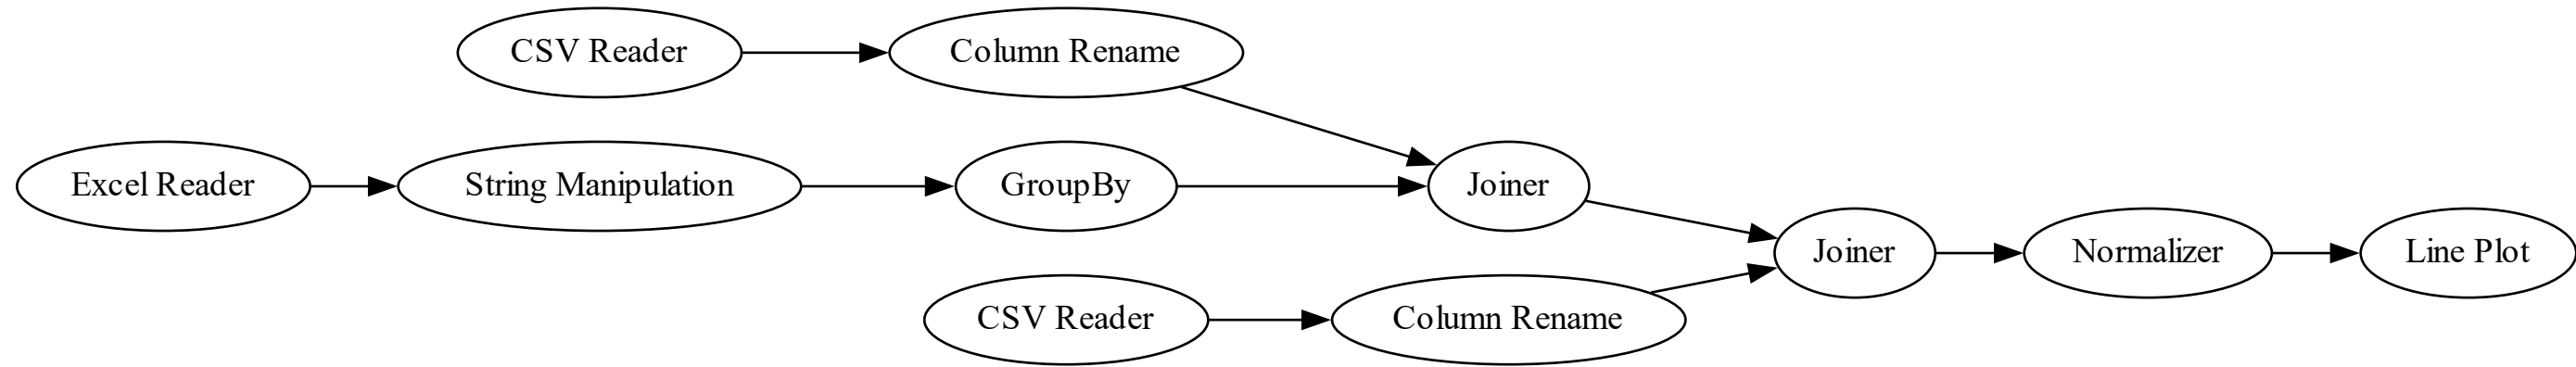 CSV Reader
Column Rename
Excel Reader
String Manipulation
GroupBy
Joiner
Joiner
Normalizer
Line Plot
CSV Reader
Column Rename